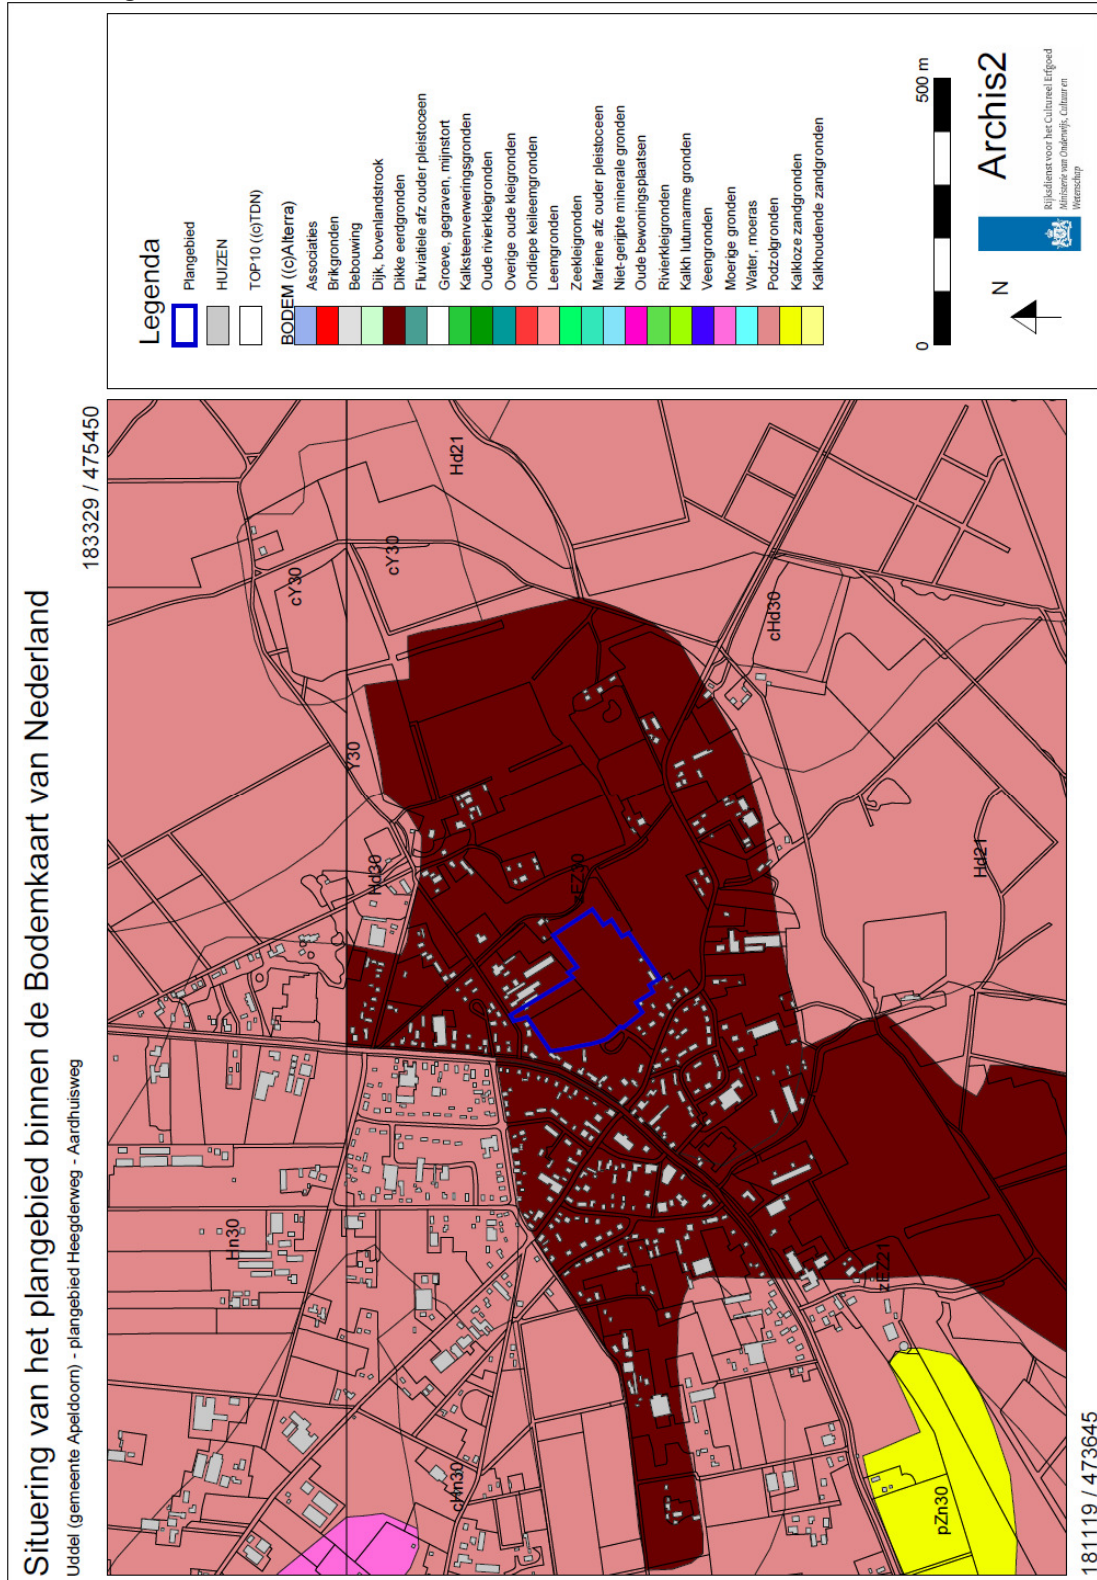 Situering van het plangebied binnen de Bodemkaart van Nederland
Uddel (gemeente Apeldoorn) - plangebied Heegderweg - Aardhuisweg
183329 / 475450
Hd21
cY30
cY30
Y30
Hd30
zEZ30
cHd30
Hd21
Hn30
cHn30
zEZ21
pZn30
181119 / 473645
Legenda
Plangebied
HUIZEN
TOP10 ((c)TDN)
BODEM ((c)Alterra)
Associaties
Brikgronden
Bebouwing
Dijk, bovenlandstrook
Dikke eerdgronden
Fluviatiele afz ouder pleistoceen
Groeve, gegraven, mijnstort
Kalksteenverweringsgronden
Oude rivierkleigronden
Overige oude kleigronden
Ondiepe keileemgronden
Leemgronden
Zeekleigronden
Mariene afz ouder pleistoceen
Niet-gerijpte minerale gronden
Oude bewoningsplaatsen
Rivierkleigronden
Kalkh lutumarme gronden
Veengronden
Moerige gronden
Water, moeras
Podzolgronden
Kalkloze zandgronden
Kalkhoudende zandgronden
0
500 m
N
Archis2
Rijksdienst voor het Cultureel Erfgoed
Ministerie van Onderwijs, Cultuur en
Wetenschap